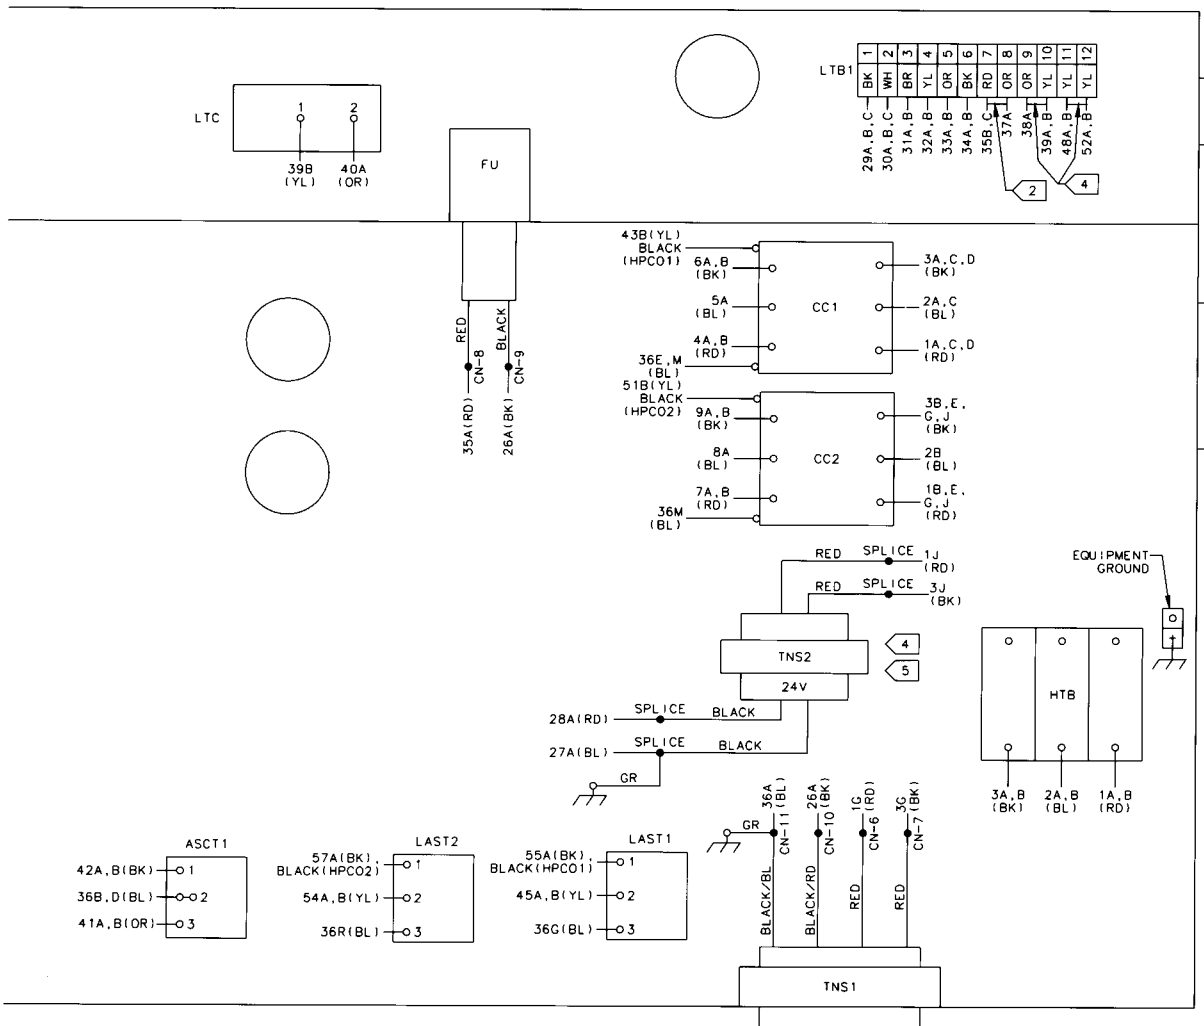 LTB1
1 2 3 4 5 6 7 8 9 10 11 12
BK WH BR YL OR BK RD OR OR YL YL YL
29A,B,C
30A,B,C
31A,B
32A,B
33A,B
34A,B
35B,C
37A
38A
39A,B
48A,B
52A,B
2
4
LTC
1 2
39B
(YL)
40A
(OR)
FU
RED
BLACK
CN-8
CN-9
35A(RD)
26A(BK)
43B(YL)
BLACK
(HPCO1)
6A,B
(BK)
5A
(BL)
4A,B
(RD)
36E,M
(BL)
CC1
3A,C,D
(BK)
2A,C
(BL)
1A,C,D
(RD)
51B(YL)
BLACK
(HPCO2)
9A,B
(BK)
8A
(BL)
7A,B
(RD)
36M
(BL)
CC2
3B,E,
G,J
(BK)
2B
(BL)
1B,E,
G,J
(RD)
RED SPLICE 1J
(RD)
RED SPLICE 3J
(BK)
TNS2
24V
4
5
28A(RD) SPLICE BLACK
27A(BL) SPLICE BLACK
GR
EQUIPMENT
GROUND
HTB
3A,B
(BK)
2A,B
(BL)
1A,B
(RD)
36A
(BL)
26A
(BK)
1G
(RD)
3G
(BK)
GR
CN-11
CN-10
CN-6
CN-7
BLACK/BL
BLACK/RD
RED
RED
TNS1
ASCT1
42A,B(BK) 1
36B,D(BL) 2
41A,B(OR) 3
LAST2
57A(BK),
BLACK(HPCO2) 1
54A,B(YL) 2
36R(BL) 3
LAST1
55A(BK),
BLACK(HPCO1) 1
45A,B(YL) 2
36G(BL) 3